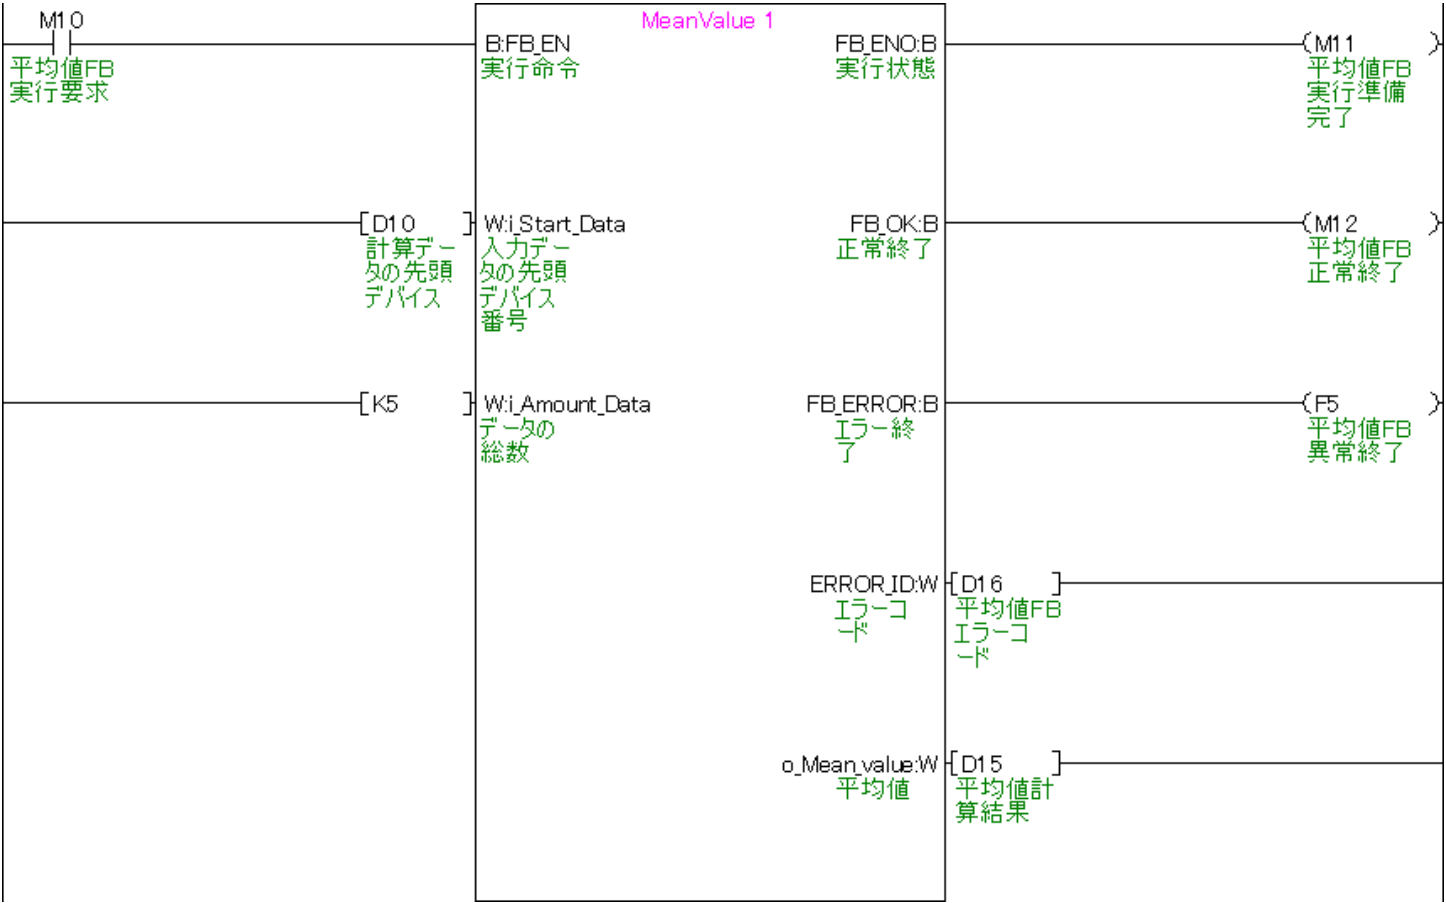 M10
平均値FB
実行要求
MeanValue 1
B:FB_EN
実行命令
FB_ENO:B
実行状態
M11
平均値FB
実行準備
完了
D10
計算デー
タの先頭
デバイス
W:i_Start_Data
入力デー
タの先頭
デバイス
番号
FB_OK:B
正常終了
M12
平均値FB
正常終了
K5
W:i_Amount_Data
データの
総数
FB_ERROR:B
エラー終
了
F5
平均値FB
異常終了
ERROR_ID:W
エラーコ
ード
D16
平均値FB
エラーコ
ード
o_Mean_value:W
平均値
D15
平均値計
算結果